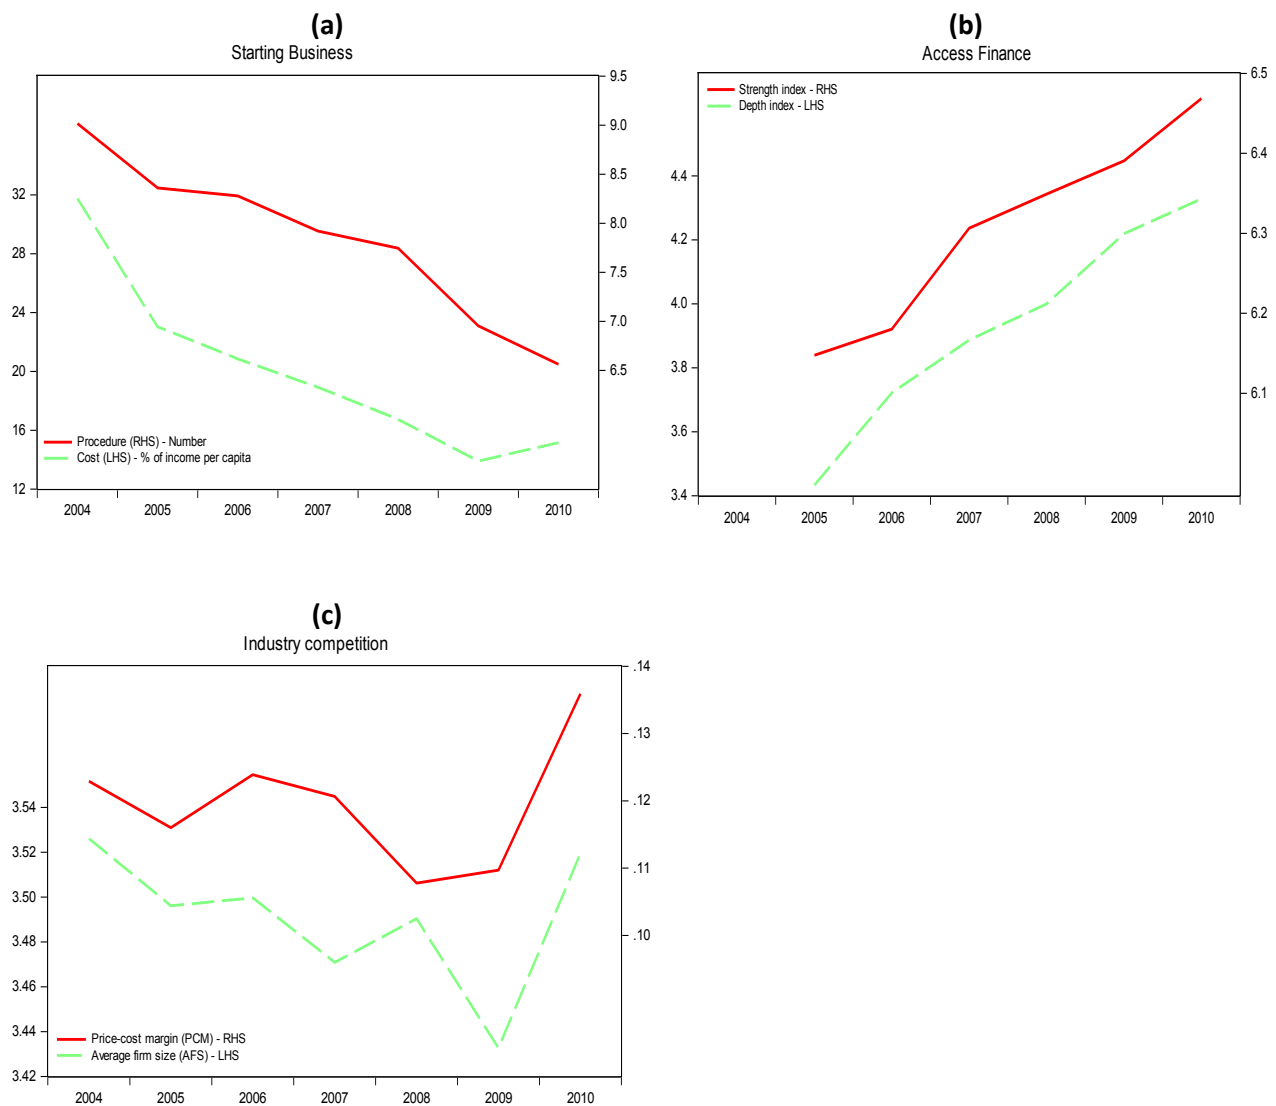 (a)
Starting Business
9.5
9.0
8.5
8.0
7.5
7.0
6.5
32
28
24
20
16
12
Procedure (RHS) - Number
Cost (LHS) - % of income per capita
2004 2005 2006 2007 2008 2009 2010
(b)
Access Finance
Strength index - RHS
Depth index - LHS
6.5
6.4
6.3
6.2
6.1
4.4
4.2
4.0
3.8
3.6
3.4
2004 2005 2006 2007 2008 2009 2010
(c)
Industry competition
.14
.13
.12
.11
.10
3.54
3.52
3.50
3.48
3.46
3.44
3.42
Price-cost margin (PCM) - RHS
Average firm size (AFS) - LHS
2004 2005 2006 2007 2008 2009 2010